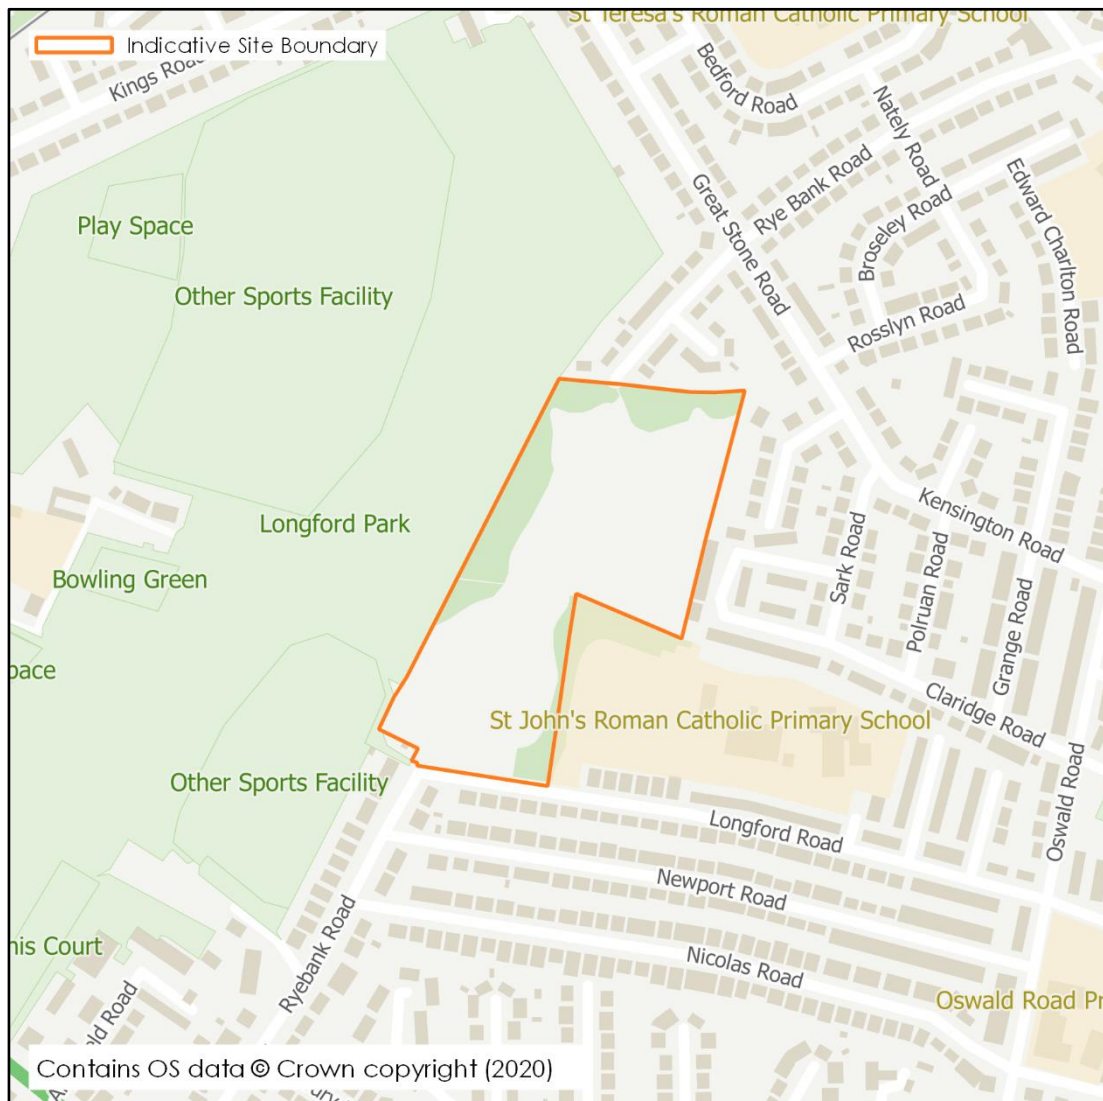 St Teresa's Roman Catholic Primary School
Indicative Site Boundary
Kings Road
Bedford Road
Nately Road
Rye Bank Road
Great Stone Road
Broseley Road
Edward Charlton Road
Play Space
Other Sports Facility
Rosslyn Road
Longford Park
Kensington Road
Bowling Green
Sark Road
Polruan Road
Grange Road
Claridge Road
St John's Roman Catholic Primary School
Other Sports Facility
Longford Road
Oswald Road
Newport Road
Ryebank Road
Nicolas Road
Court
Road
Oswald Road
Contains OS data © Crown copyright (2020)